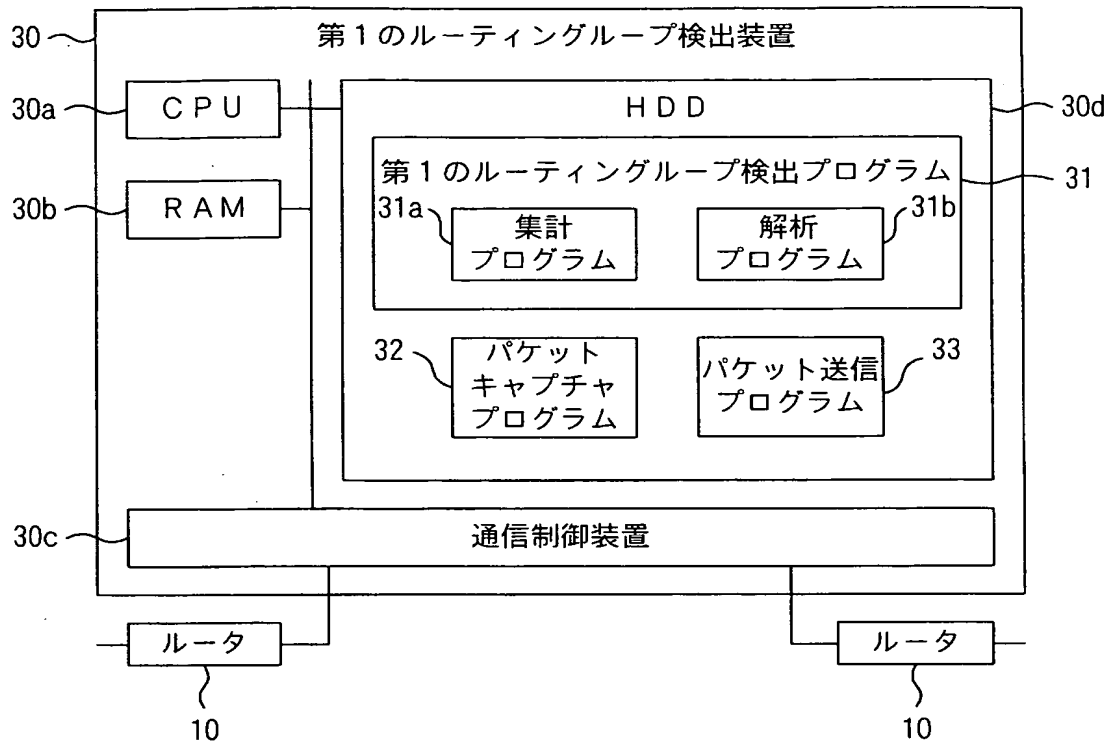 30
第1のルーティングループ検出装置
30a
CPU
HDD
30d
第1のルーティングループ検出プログラム
31
30b
RAM
31a
集計
プログラム
31b
解析
プログラム
32
パケット
キャプチャ
プログラム
33
パケット送信
プログラム
30c
通信制御装置
ルータ
ルータ
10
10